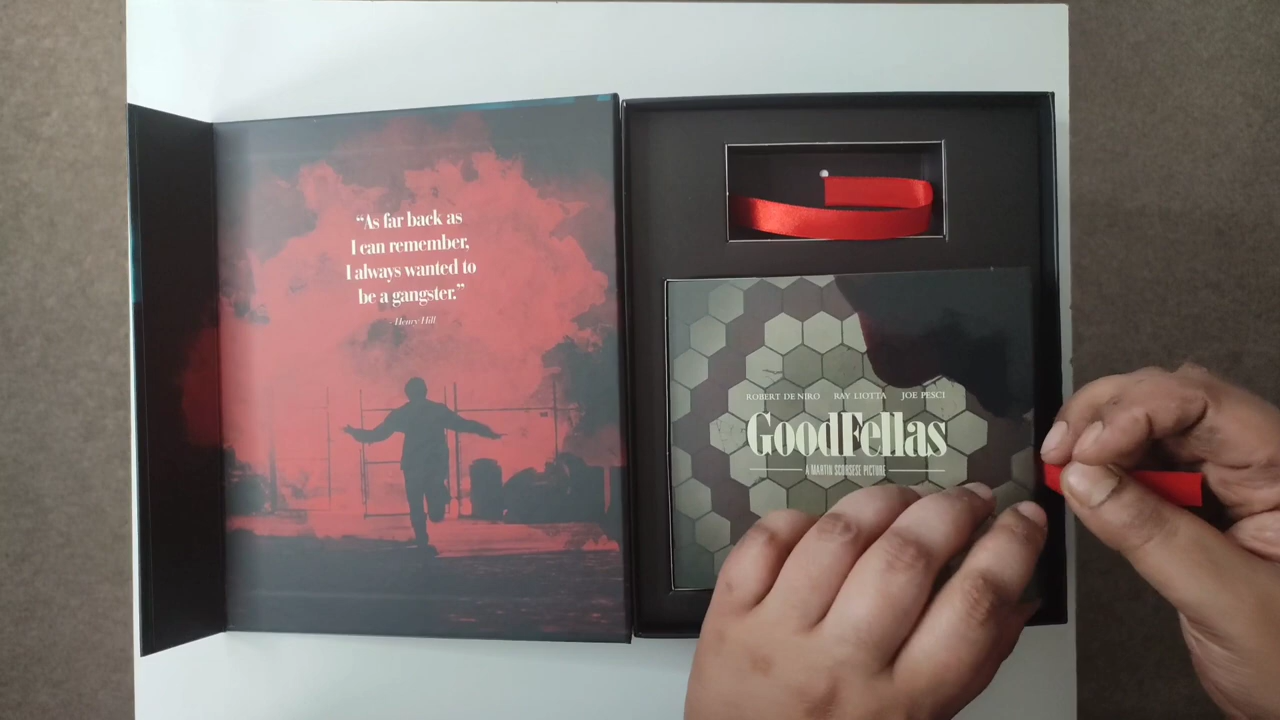 “As far back as
I can remember,
I always wanted to
be a gangster.”
- Henry Hill
ROBERT DE NIRO RAY LIOTTA JOE PESCI
GoodFellas
A MARTIN SCORSESE PICTURE